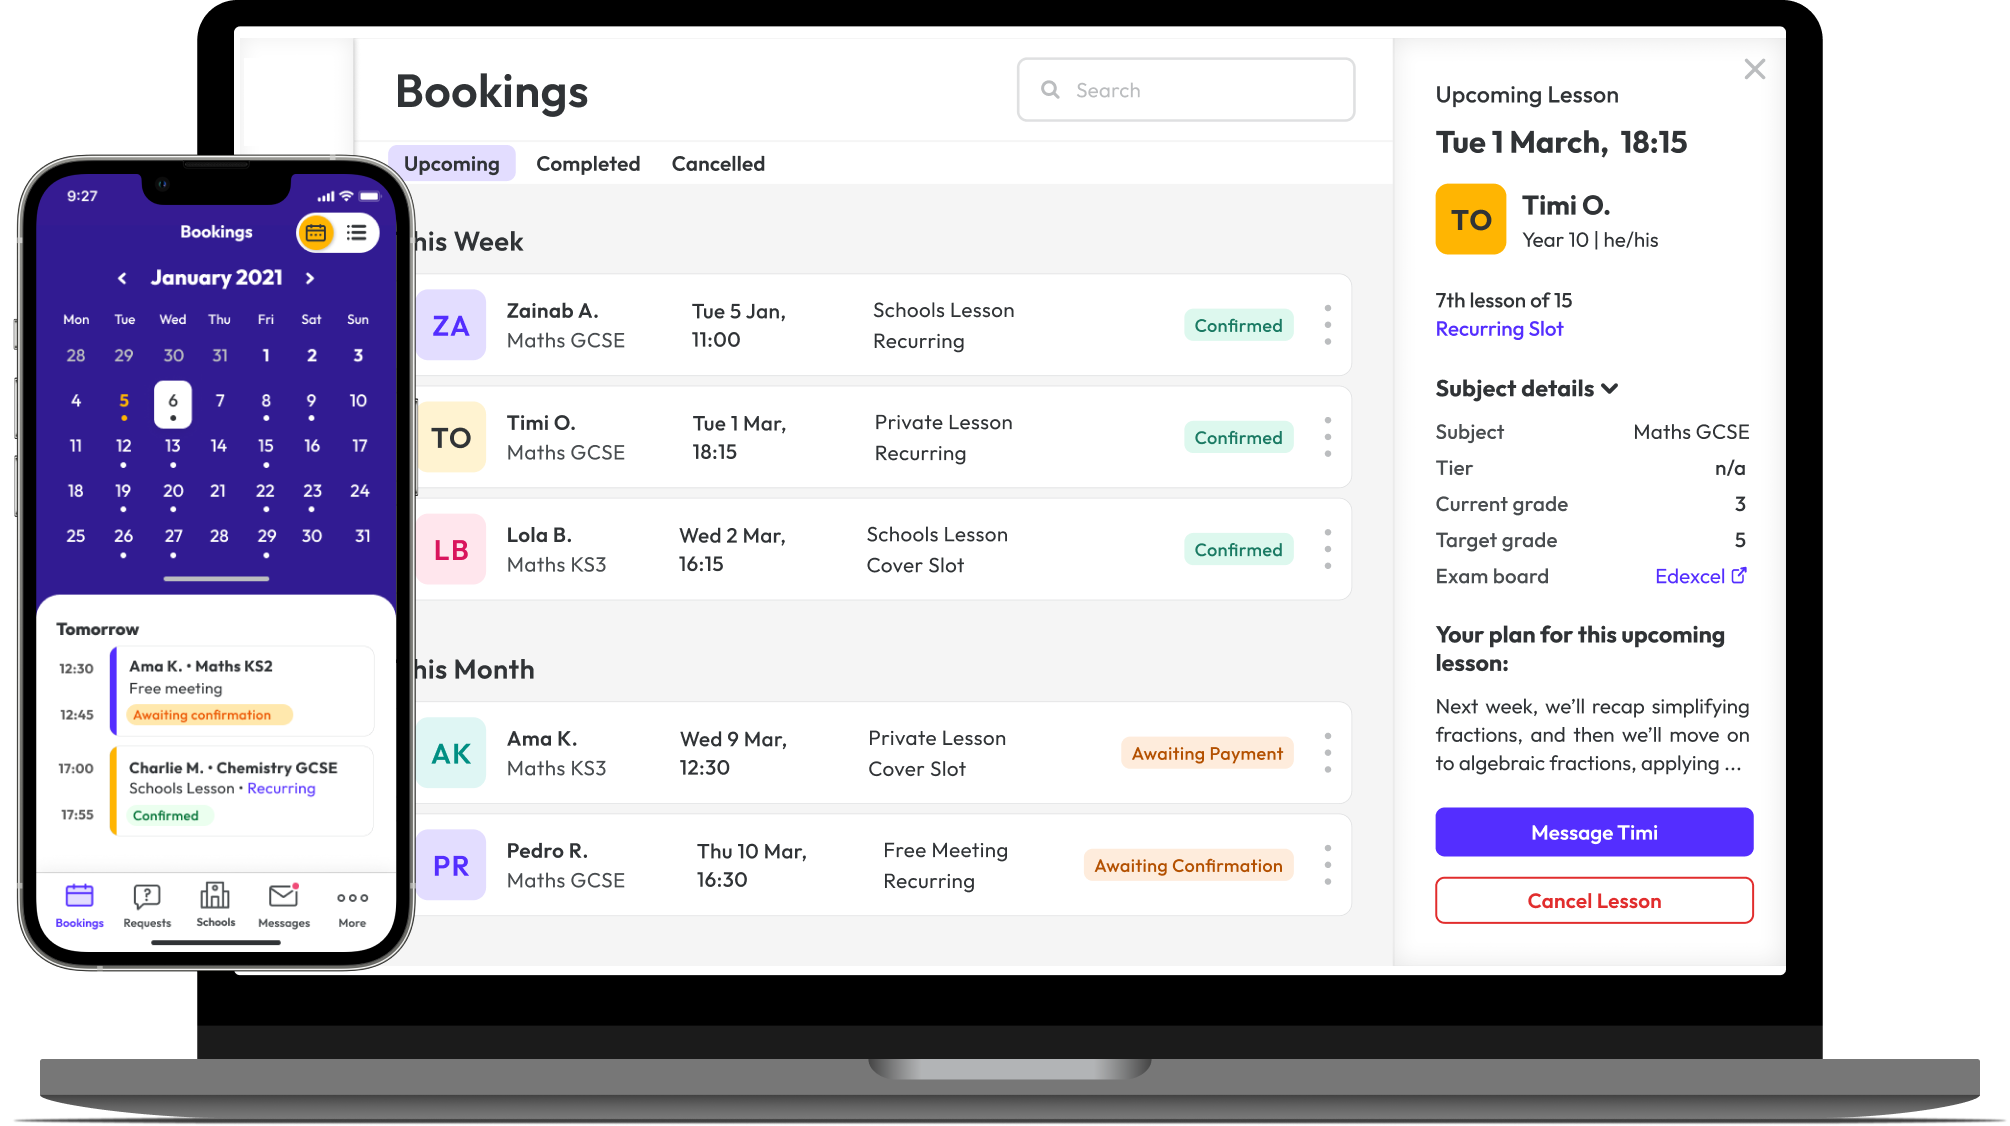 Bookings
Search
Upcoming Completed Cancelled
his Week
ZA
Zainab A.
Maths GCSE
Tue 5 Jan,
11:00
Schools Lesson
Recurring
Confirmed
TO
Timi O.
Maths GCSE
Tue 1 Mar,
18:15
Private Lesson
Recurring
Confirmed
LB
Lola B.
Maths KS3
Wed 2 Mar,
16:15
Schools Lesson
Cover Slot
Confirmed
his Month
AK
Ama K.
Maths KS3
Wed 9 Mar,
12:30
Private Lesson
Cover Slot
Awaiting Payment
PR
Pedro R.
Maths GCSE
Thu 10 Mar,
16:30
Free Meeting
Recurring
Awaiting Confirmation
Upcoming Lesson
Tue 1 March, 18:15
TO
Timi O.
Year 10 | he/his
7th lesson of 15
Recurring Slot
Subject details
Subject Maths GCSE
Tier n/a
Current grade 3
Target grade 5
Exam board Edexcel
Your plan for this upcoming
lesson:
Next week, we’ll recap simplifying
fractions, and then we’ll move on
to algebraic fractions, applying ...
Message Timi
Cancel Lesson
9:27
Bookings
January 2021
Mon Tue Wed Thu Fri Sat Sun
28 29 30 31 1 2 3
4 5 6 7 8 9 10
11 12 13 14 15 16 17
18 19 20 21 22 23 24
25 26 27 28 29 30 31
Tomorrow
12:30
12:45
Ama K. • Maths KS2
Free meeting
Awaiting confirmation
17:00
17:55
Charlie M. • Chemistry GCSE
Schools Lesson • Recurring
Confirmed
Bookings Requests Schools Messages More